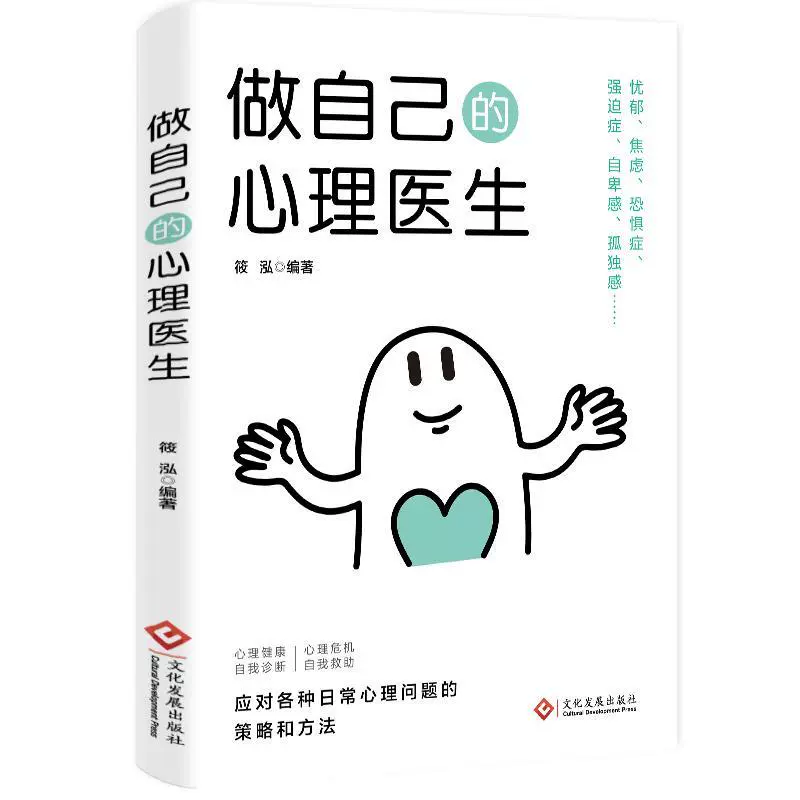 做自己的
心理医生
筱 泓◎编著
忧郁、焦虑、恐惧症、
强迫症、自卑感、孤独感……
心理健康 | 心理危机
自我诊断 | 自我救助
应对各种日常心理问题的
策略和方法
文化发展出版社
Cultural Development Press
做自己的心理医生
筱 泓◎编著
文化发展出版社
Cultural Development Press